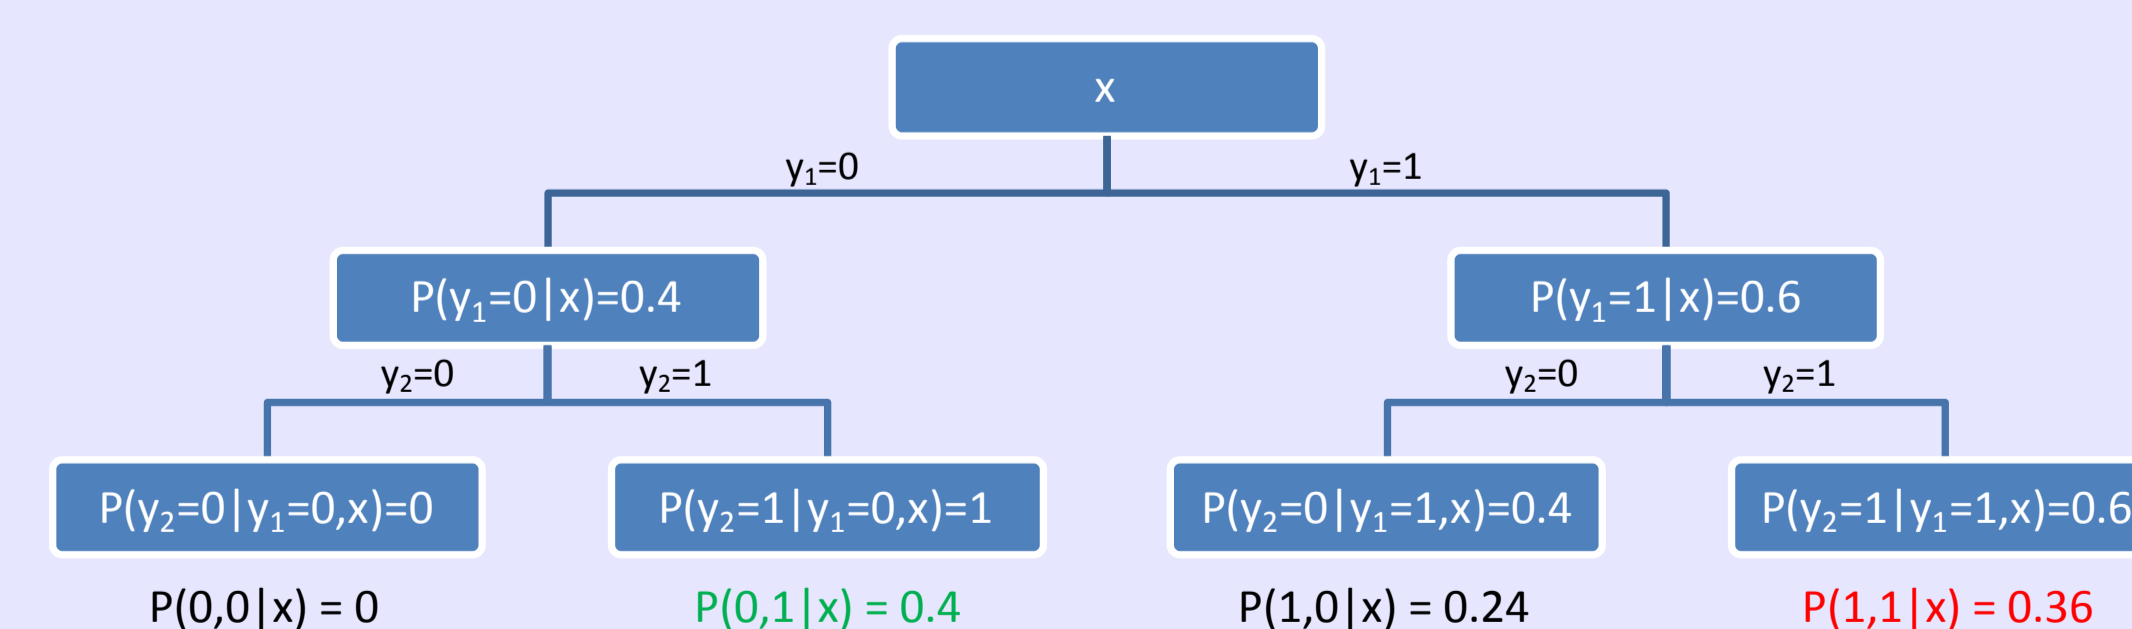 x
y₁=0
y₁=1
P(y₁=0|x)=0.4
P(y₁=1|x)=0.6
y₂=0
y₂=1
y₂=0
y₂=1
P(y₂=0|y₁=0,x)=0
P(y₂=1|y₁=0,x)=1
P(y₂=0|y₁=1,x)=0.4
P(y₂=1|y₁=1,x)=0.6
P(0,0|x) = 0
P(0,1|x) = 0.4
P(1,0|x) = 0.24
P(1,1|x) = 0.36